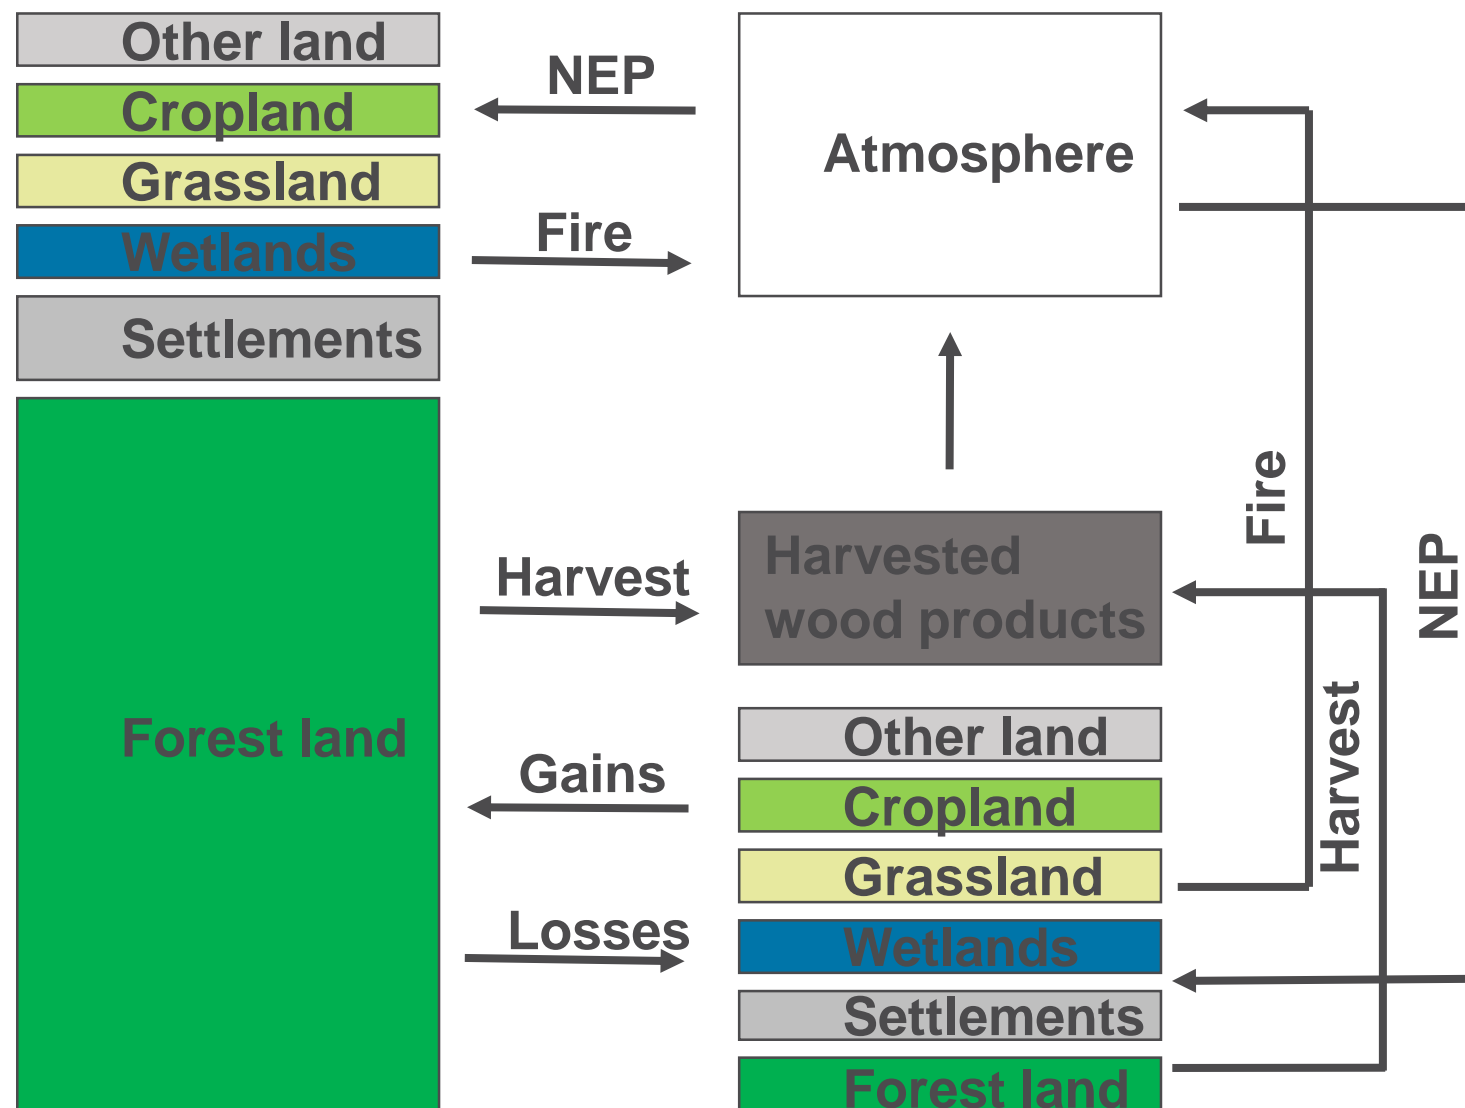 Other land
Cropland
Grassland
Wetlands
Settlements
Forest land
NEP
Fire
Harvest
Gains
Losses
Atmosphere
Harvested
wood products
Other land
Cropland
Grassland
Wetlands
Settlements
Forest land
Fire
Harvest
NEP